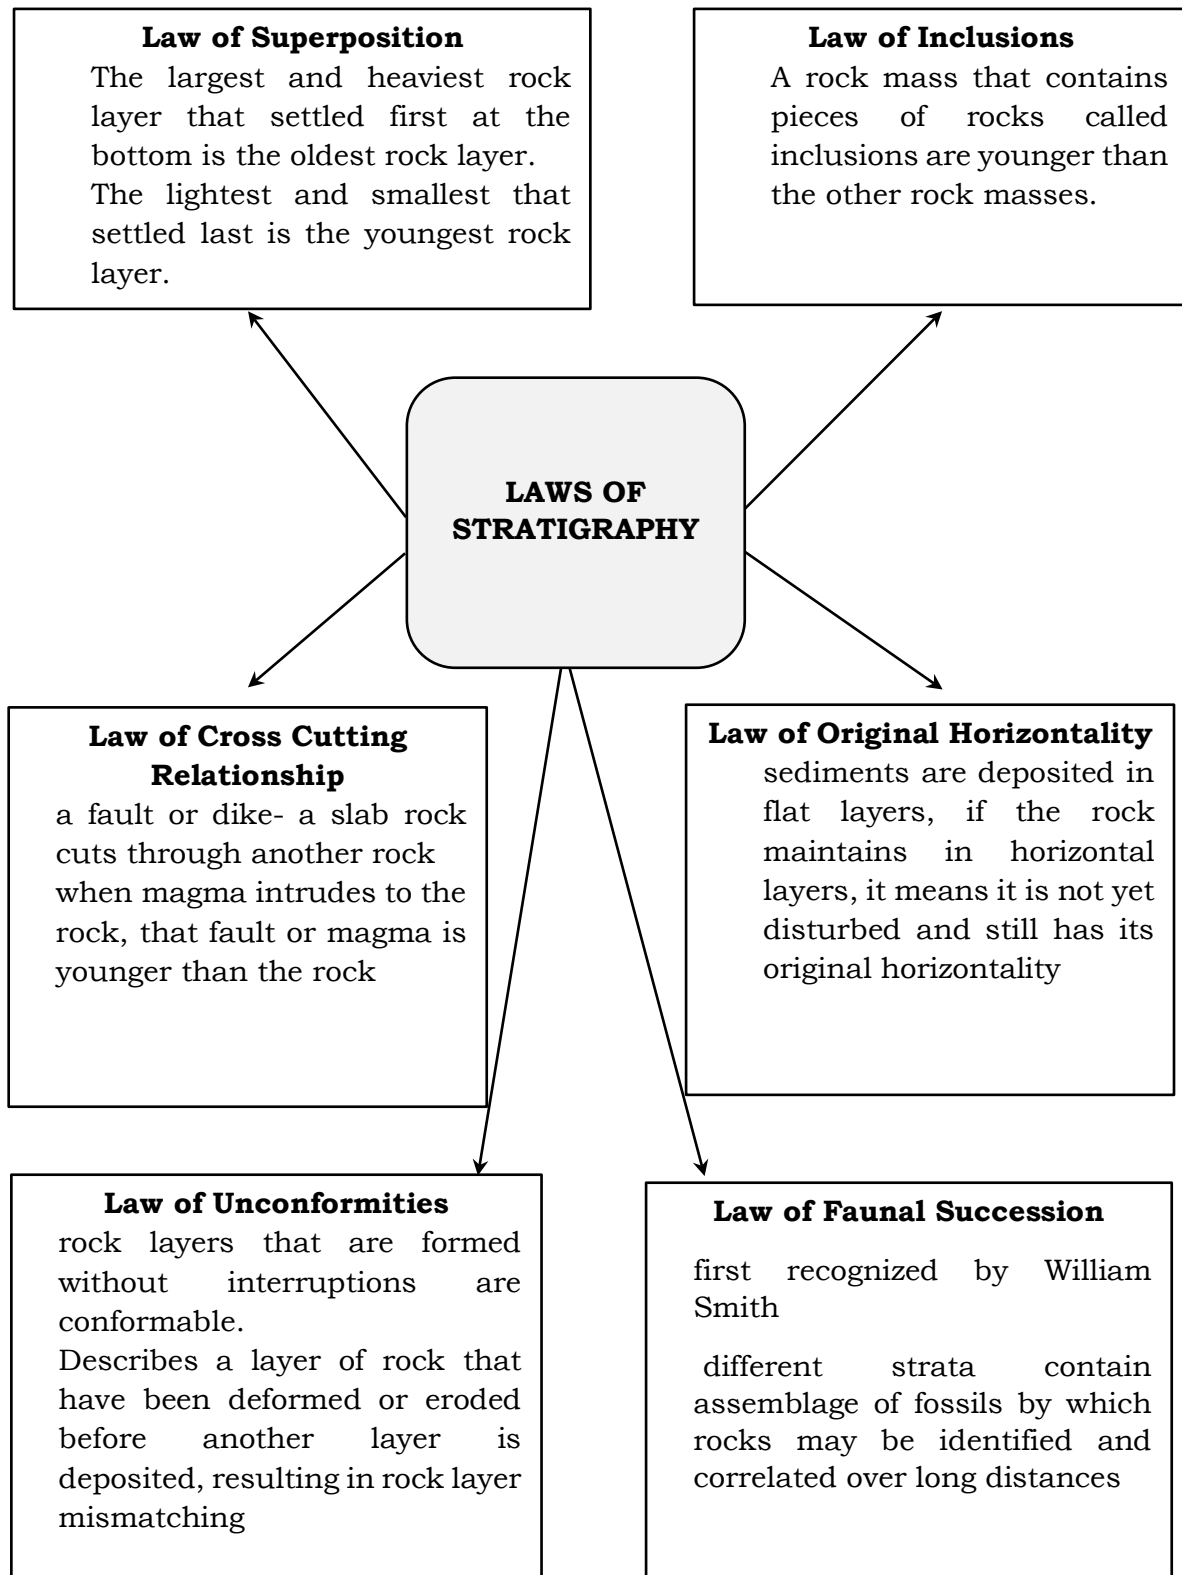 Law of Superposition
The largest and heaviest rock
layer that settled first at the
bottom is the oldest rock layer.
The lightest and smallest that
settled last is the youngest rock
layer.
Law of Inclusions
A rock mass that contains
pieces of rocks called
inclusions are younger than
the other rock masses.
LAWS OF
STRATIGRAPHY
Law of Cross Cutting
Relationship
a fault or dike- a slab rock
cuts through another rock
when magma intrudes to the
rock, that fault or magma is
younger than the rock
Law of Original Horizontality
sediments are deposited in
flat layers, if the rock
maintains in horizontal
layers, it means it is not yet
disturbed and still has its
original horizontality
Law of Unconformities
rock layers that are formed
without interruptions are
conformable.
Describes a layer of rock that
have been deformed or eroded
before another layer is
deposited, resulting in rock layer
mismatching
Law of Faunal Succession
first recognized by William
Smith
different strata contain
assemblage of fossils by which
rocks may be identified and
correlated over long distances